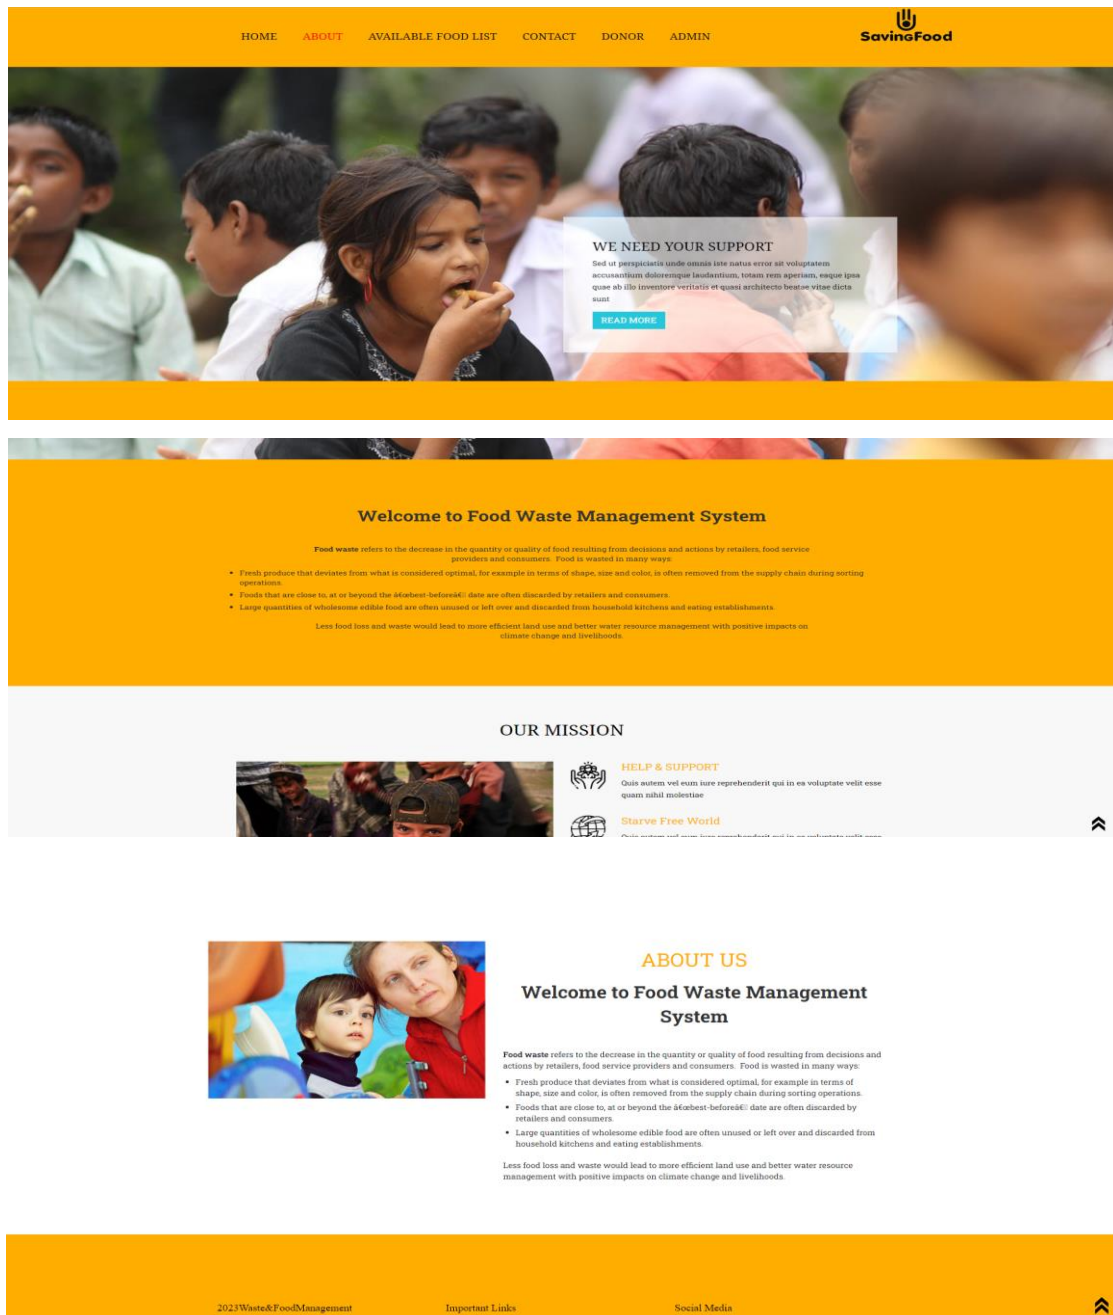 HOME ABOUT AVAILABLE FOOD LIST CONTACT DONOR ADMIN
SavingFood
WE NEED YOUR SUPPORT
Sed ut perspiciatis unde omnis iste natus error sit voluptatem
accusantium doloremque laudantium, totam rem aperiam, eaque ipsa
quae ab illo inventore veritatis et quasi architecto beatae vitae dicta
sunt
READ MORE
Welcome to Food Waste Management System
Food waste refers to the decrease in the quantity or quality of food resulting from decisions and actions by retailers, food service
providers and consumers. Food is wasted in many ways:
• Fresh produce that deviates from what is considered optimal, for example in terms of shape, size and color, is often removed from the supply chain during sorting
operations.
• Foods that are close to, at or beyond the â€œbest-beforeâ€ date are often discarded by retailers and consumers.
• Large quantities of wholesome edible food are often unused or left over and discarded from household kitchens and eating establishments.
Less food loss and waste would lead to more efficient land use and better water resource management with positive impacts on
climate change and livelihoods.
OUR MISSION
HELP & SUPPORT
Quis autem vel eum iure reprehenderit qui in ea voluptate velit esse
quam nihil molestiae
Starve Free World
Quis autem vel eum iure reprehenderit qui in ea voluptate velit esse
ABOUT US
Welcome to Food Waste Management
System
Food waste refers to the decrease in the quantity or quality of food resulting from decisions and
actions by retailers, food service providers and consumers. Food is wasted in many ways:
• Fresh produce that deviates from what is considered optimal, for example in terms of
shape, size and color, is often removed from the supply chain during sorting operations.
• Foods that are close to, at or beyond the â€œbest-beforeâ€ date are often discarded by
retailers and consumers.
• Large quantities of wholesome edible food are often unused or left over and discarded from
household kitchens and eating establishments.
Less food loss and waste would lead to more efficient land use and better water resource
management with positive impacts on climate change and livelihoods.
2023Waste&FoodManagement Important Links Social Media